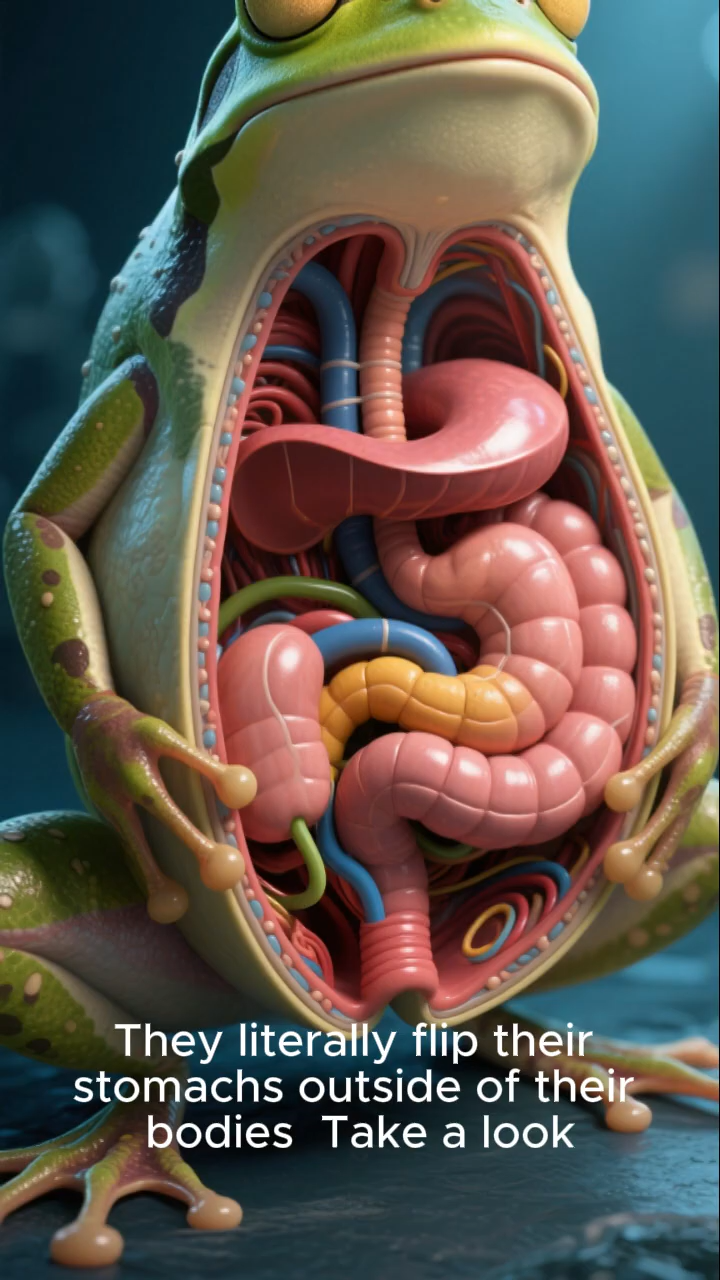 They literally flip their
stomachs outside of their
bodies  Take a look